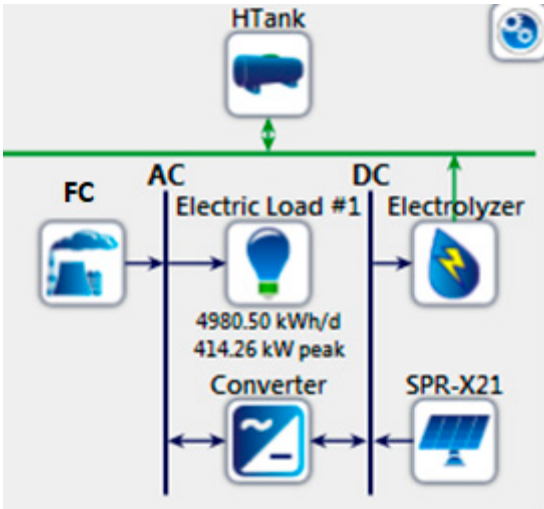 HTank
FC
AC
DC
Electric Load #1
Electrolyzer
4980.50 kWh/d
414.26 kW peak
Converter
SPR-X21